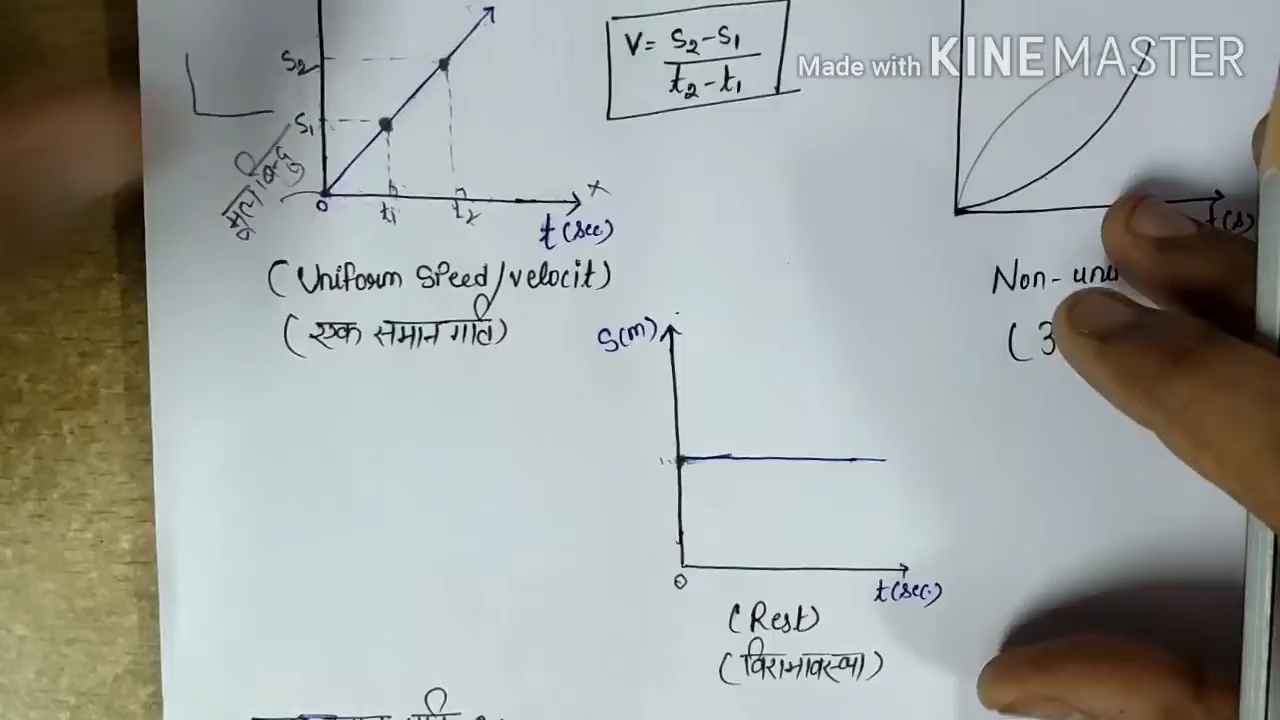 S₂
S₁
मूल बिन्दु
0
t₁
t₂
x
t (sec)
(Uniform Speed/velocit)
(एक समान गति)
V = S₂-S₁
t₂-t₁
Made with KINEMASTER
t(s)
Non-un
(अ
S(m)
0
t(sec.)
(Rest)
(विरामावस्था)